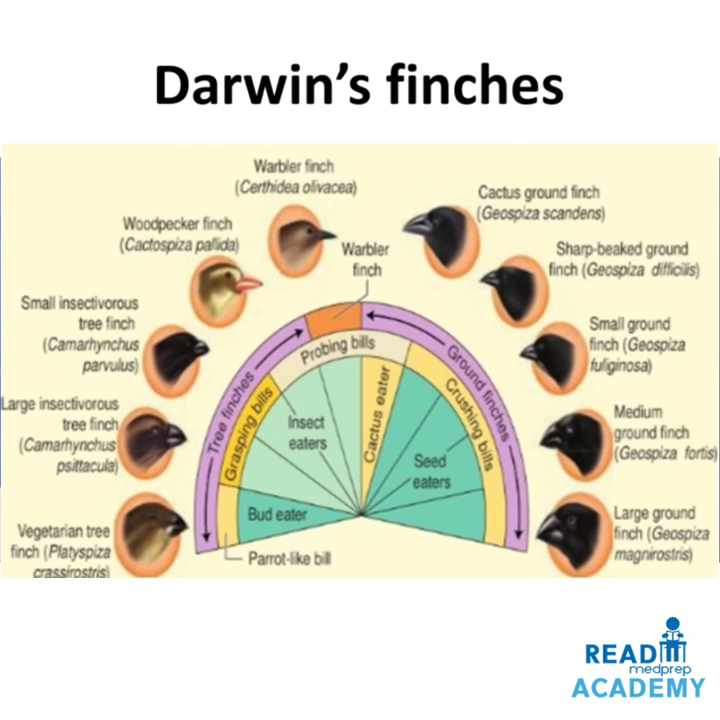 Darwin's finches
Warbler finch
(Certhidea olivacea)
Woodpecker finch
(Cactospiza pallida)
Small insectivorous
tree finch
(Camarhynchus
parvulus)
Large insectivorous
tree finch
(Camarhynchus
psittacula)
Vegetarian tree
finch (Platyspiza
crassirostris)
Cactus ground finch
(Geospiza scandens)
Sharp-beaked ground
finch (Geospiza difficilis)
Small ground
finch (Geospiza
fuliginosa)
Medium
ground finch
(Geospiza fortis)
Large ground
finch (Geospiza
magnirostris)
Warbler
finch
Probing bills
Tree finches
Grasping bills
Ground finches
Crushing bills
Insect
eaters
Cactus eater
Seed
eaters
Bud eater
Parrot-like bill
READ
medprep
ACADEMY